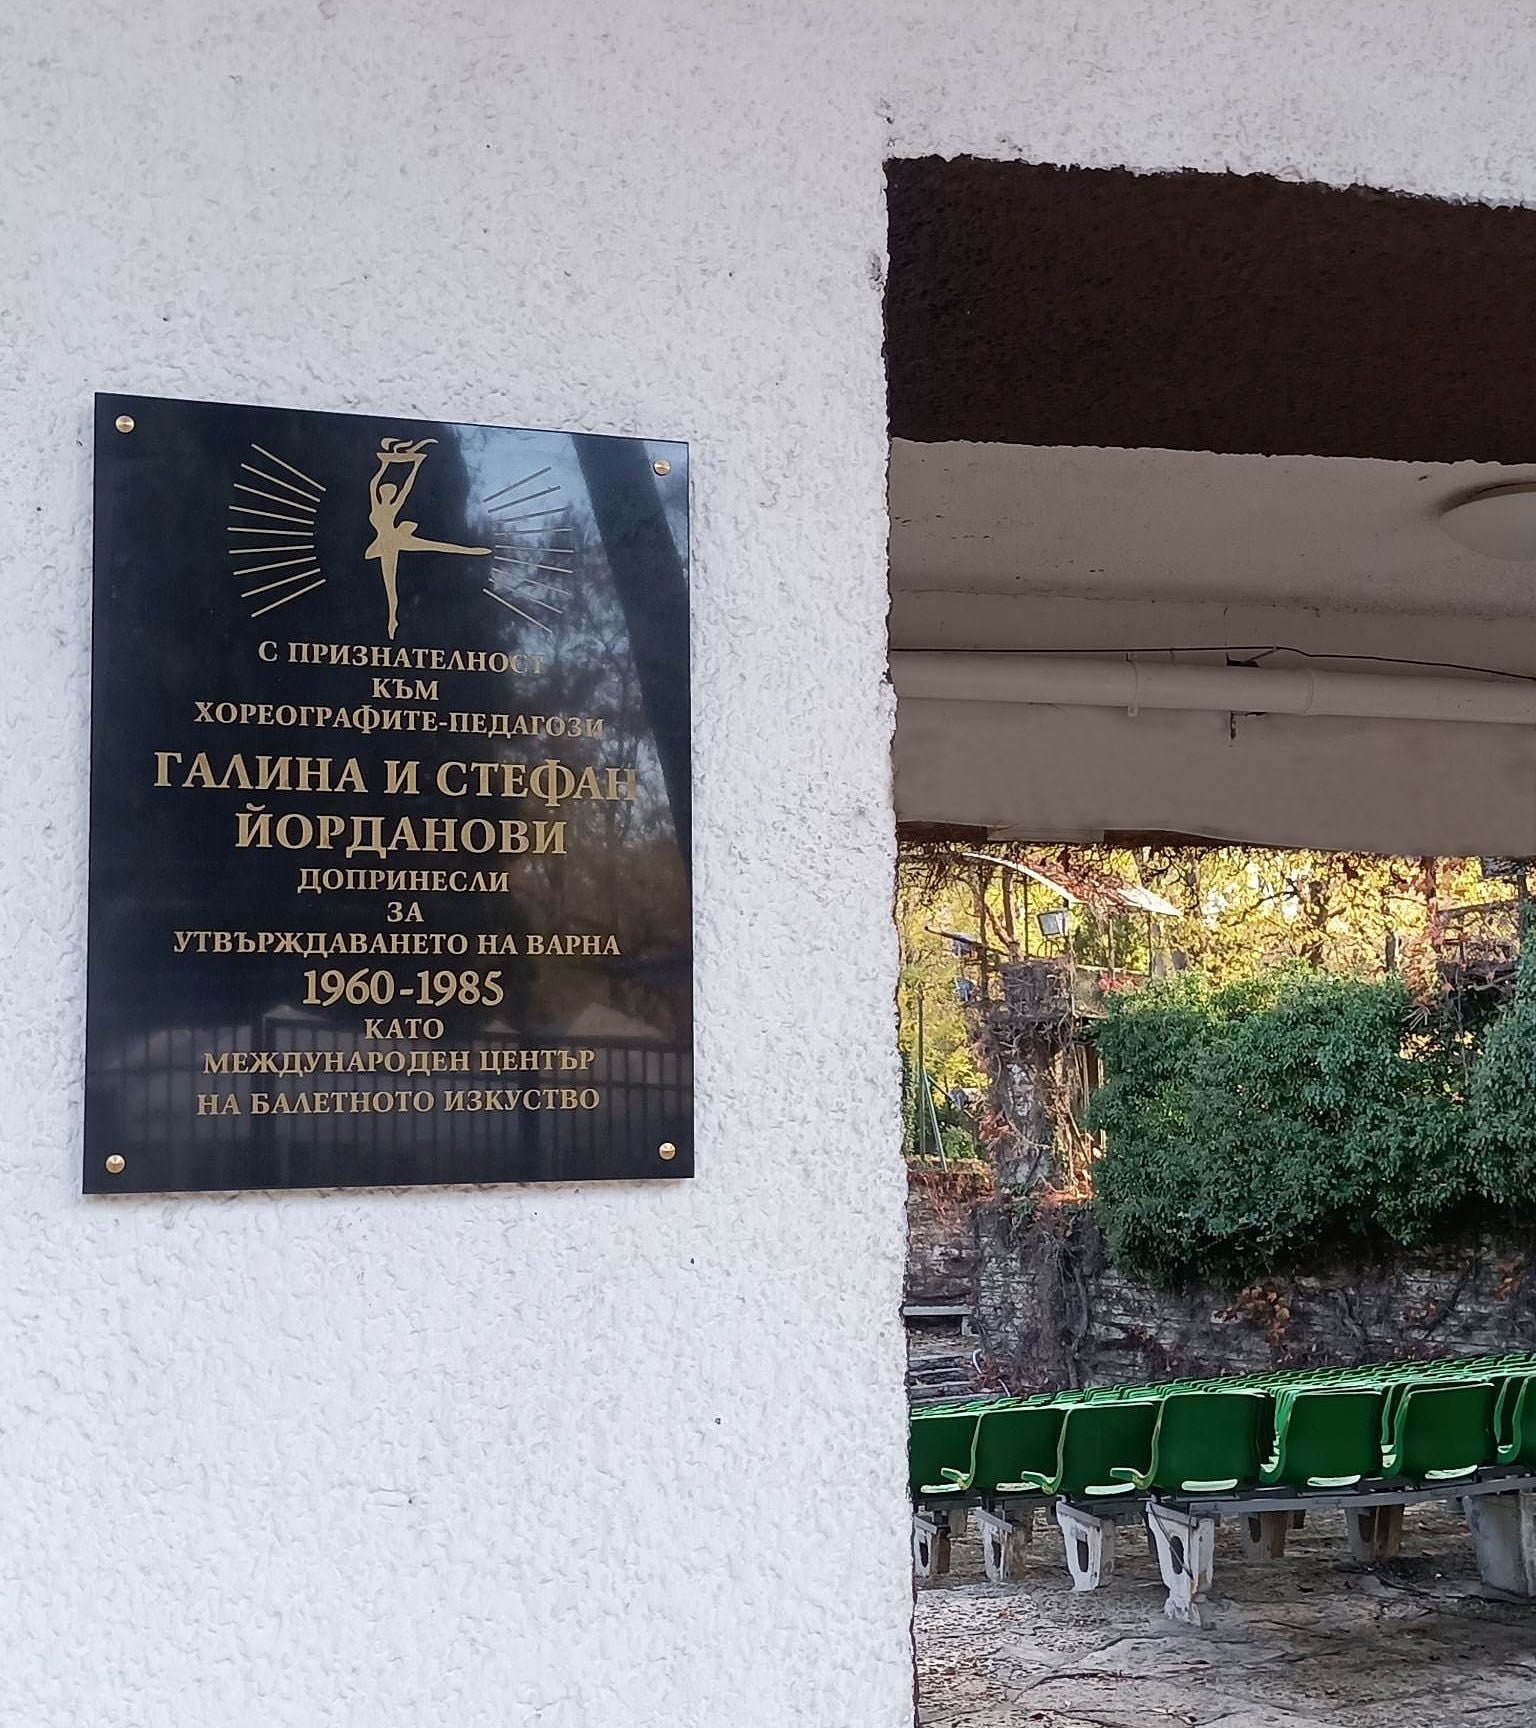 С ПРИЗНАТЕЛНОСТ
КЪМ
ХОРЕОГРАФИТЕ-ПЕДАГОЗИ
ГАЛИНА И СТЕФАН
ЙОРДАНОВИ
ДОПРИНЕСЛИ
ЗА
УТВЪРЖДАВАНЕТО НА ВАРНА
1960-1985
КАТО
МЕЖДУНАРОДЕН ЦЕНТЪР
НА БАЛЕТНОТО ИЗКУСТВО